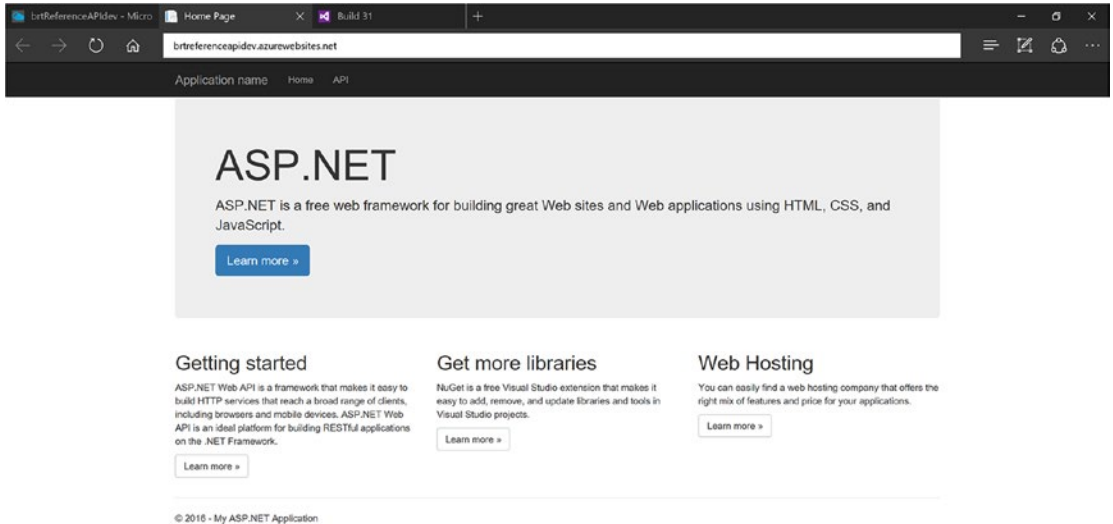 brtReferenceAPIdev - Micro
Home Page
Build 31
brtreferenceapidev.azurewebsites.net
Application name Home API
ASP.NET
ASP.NET is a free web framework for building great Web sites and Web applications using HTML, CSS, and
JavaScript.
Learn more »
Getting started
ASP.NET Web API is a framework that makes it easy to
build HTTP services that reach a broad range of clients,
including browsers and mobile devices. ASP.NET Web
API is an ideal platform for building RESTful applications
on the .NET Framework.
Learn more »
Get more libraries
NuGet is a free Visual Studio extension that makes it
easy to add, remove, and update libraries and tools in
Visual Studio projects.
Learn more »
Web Hosting
You can easily find a web hosting company that offers the
right mix of features and price for your applications.
Learn more »
© 2016 - My ASP.NET Application